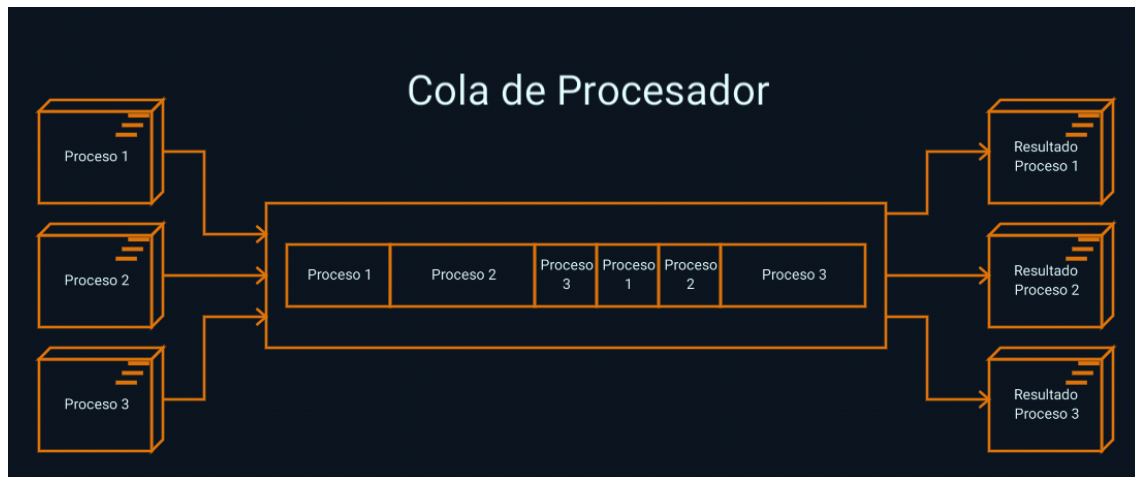 Cola de Procesador
Proceso 1
Proceso 2
Proceso 3
Proceso 1
Proceso 2
Proceso
3
Proceso
1
Proceso
2
Proceso 3
Resultado
Proceso 1
Resultado
Proceso 2
Resultado
Proceso 3